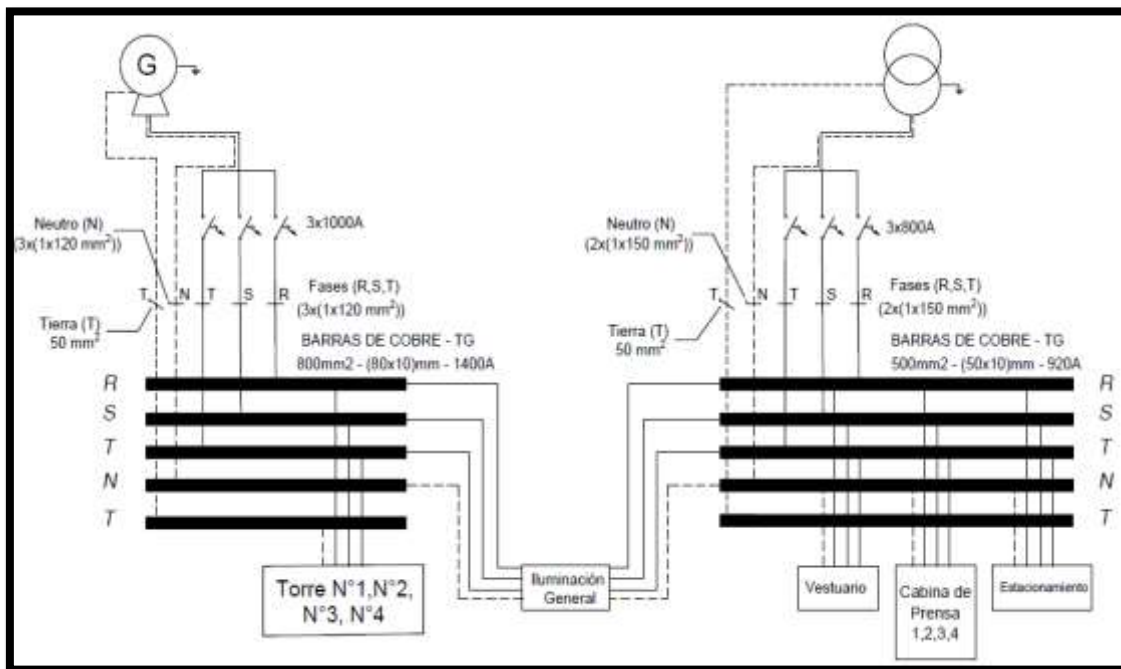 G
Neutro (N)
(3x(1x120 mm²))
3x1000A
T
N
T
S
R
Fases (R,S,T)
(3x(1x120 mm²))
Tierra (T)
50 mm²
BARRAS DE COBRE - TG
800mm2 - (80x10)mm - 1400A
R
S
T
N
T
Torre N°1,N°2,
N°3, N°4
Iluminación
General
Neutro (N)
(2x(1x150 mm²))
3x800A
T
N
T
S
R
Fases (R,S,T)
(2x(1x150 mm²))
Tierra (T)
50 mm²
BARRAS DE COBRE - TG
500mm2 - (50x10)mm - 920A
R
S
T
N
T
Vestuario
Cabina de
Prensa
1,2,3,4
Estacionamiento